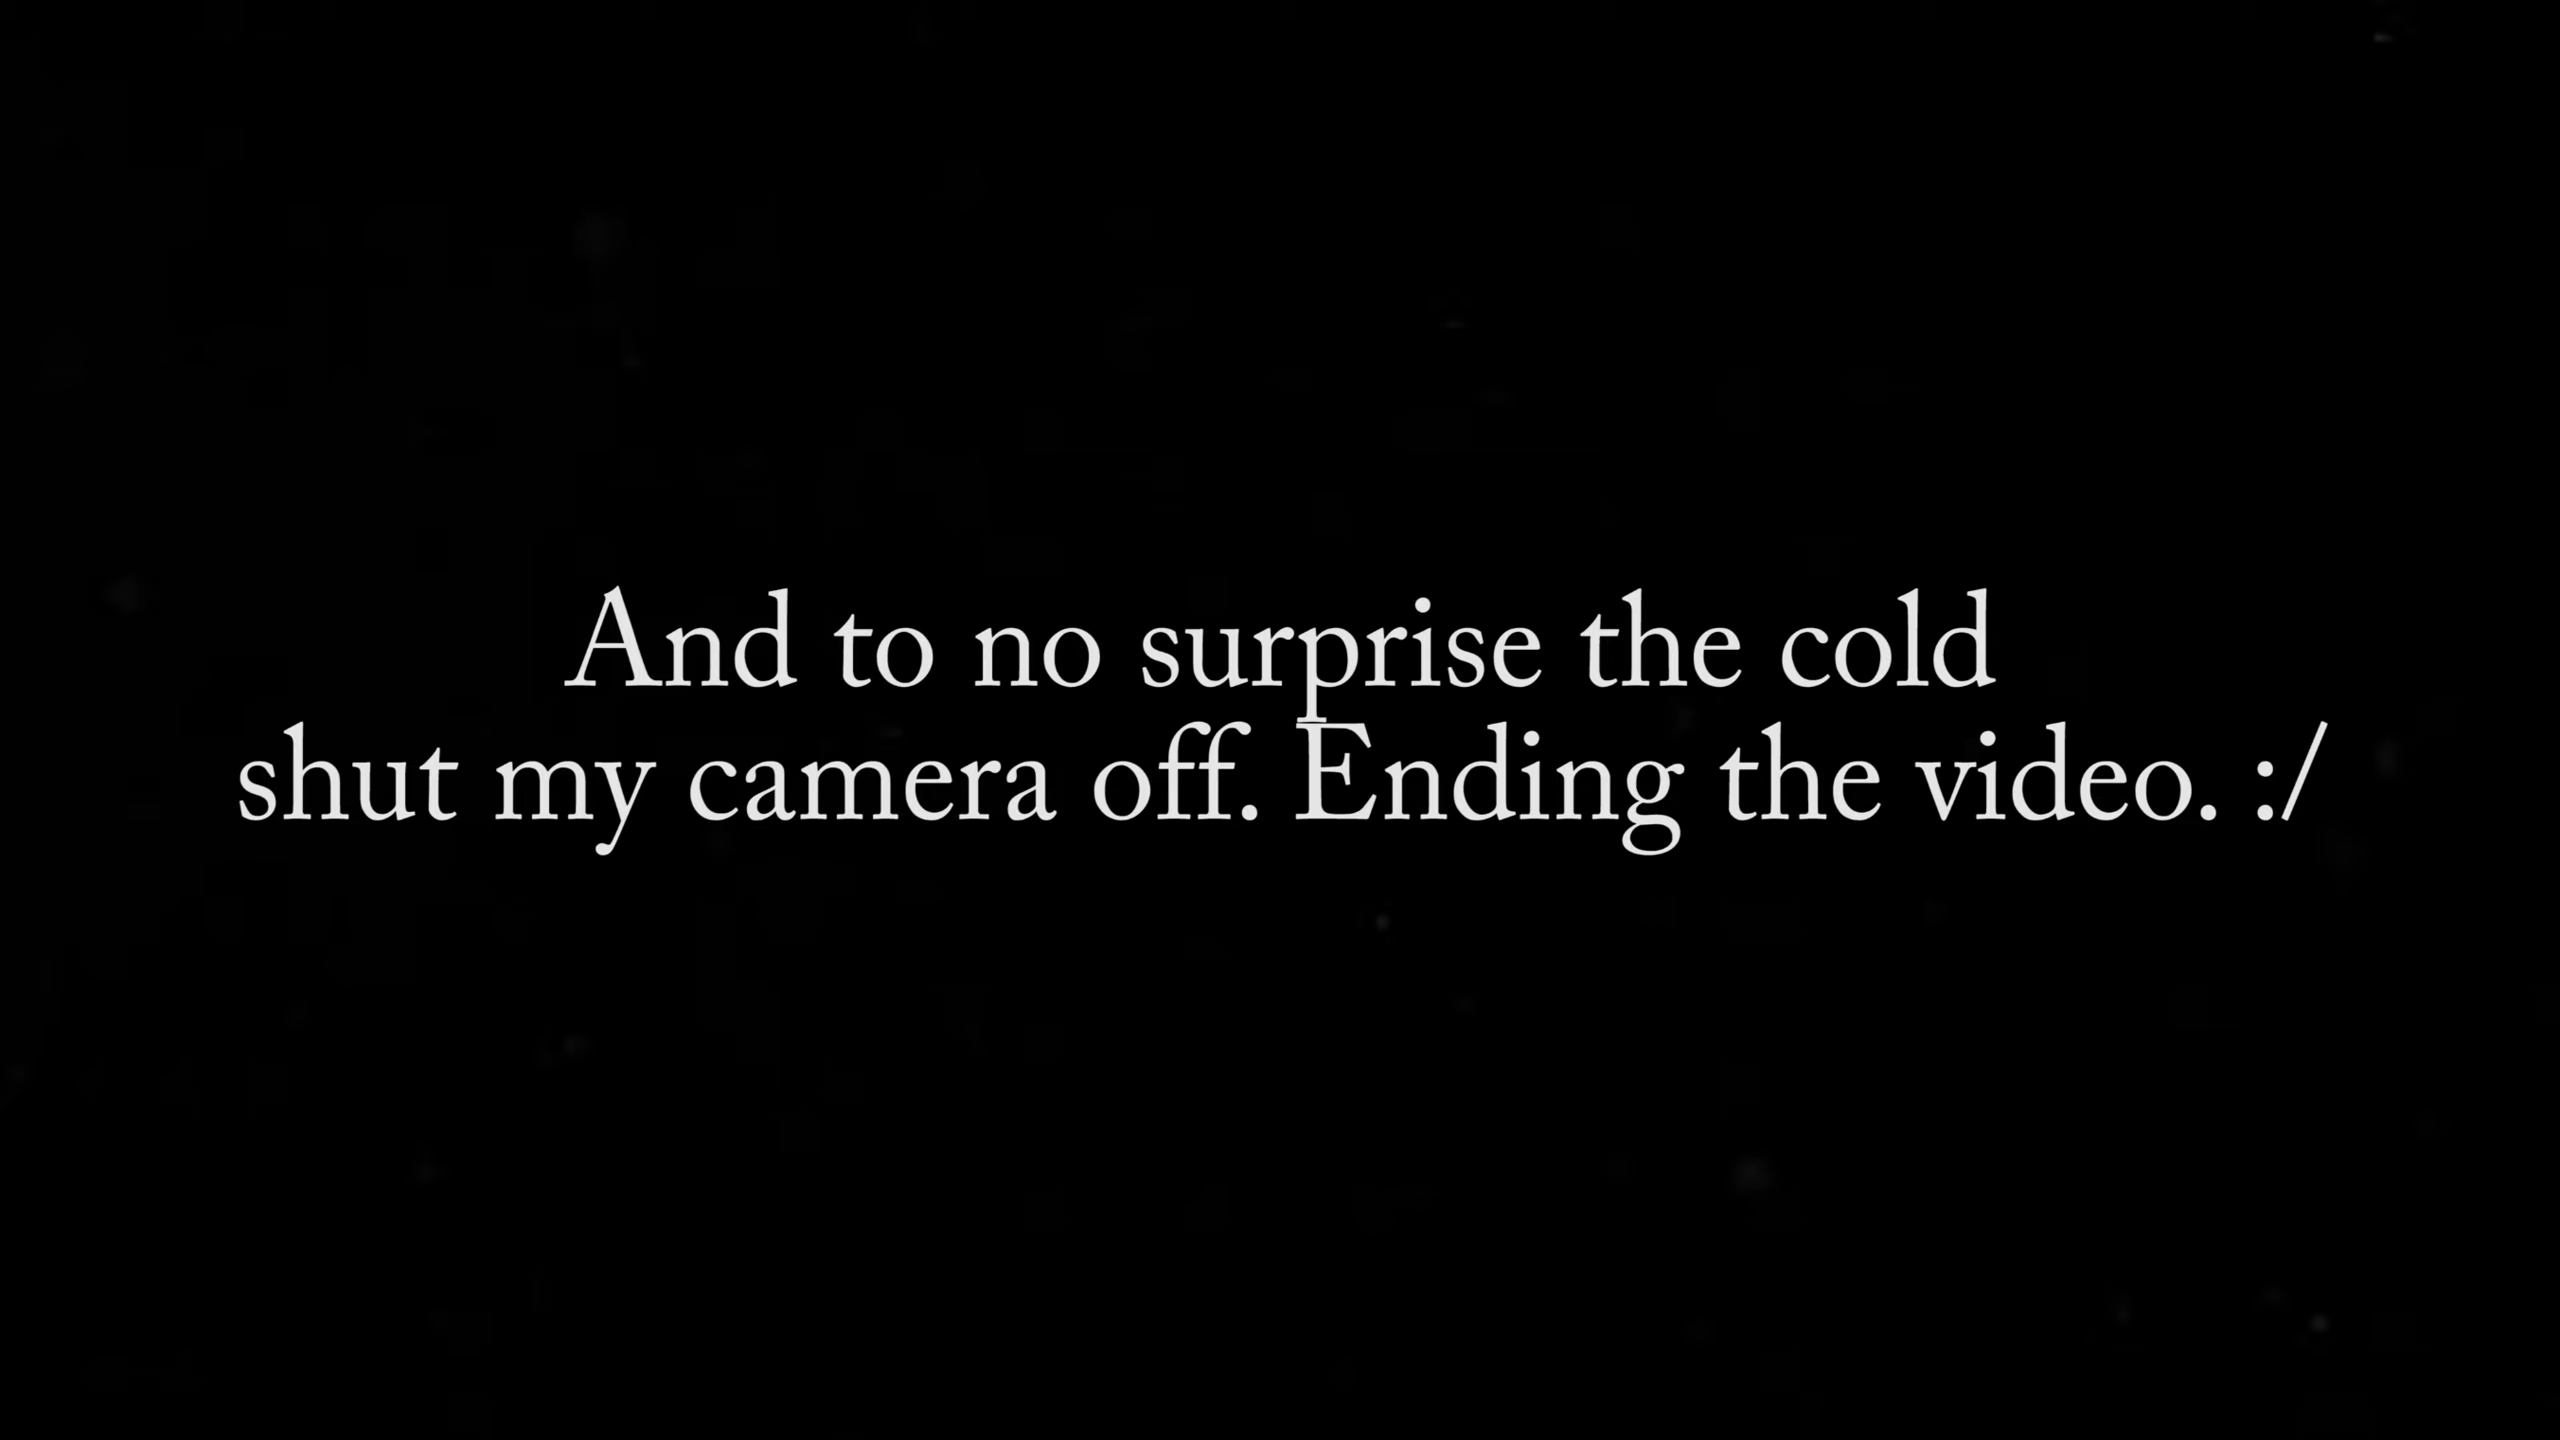 And to no surprise the cold
shut my camera off. Ending the video. :/